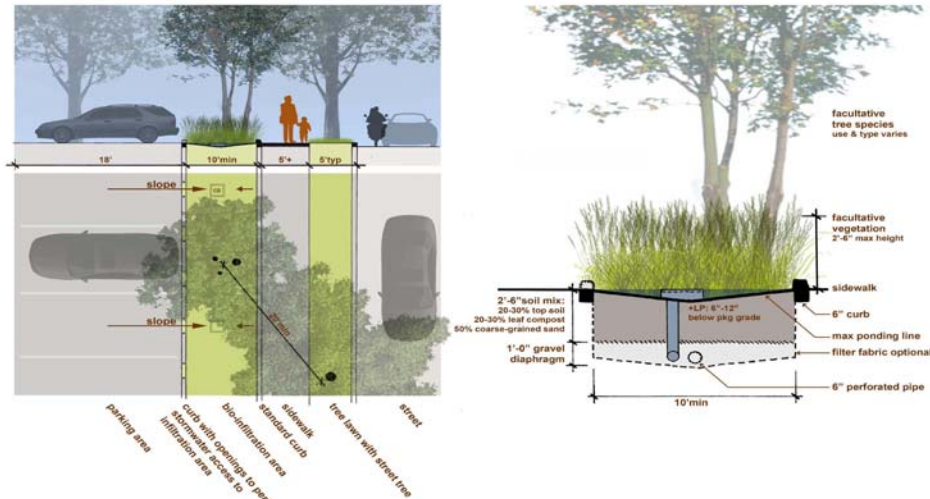 18'
10'min
5'+
5'typ
slope
CB
slope
20'min
parking area
curb with openings to per
stormwater access to
infiltration area
bio-infiltration area
standard curb
sidewalk
tree lawn with street tree
street
facultative
tree species
use & type varies
facultative
vegetation
2'-6" max height
sidewalk
6" curb
max ponding line
filter fabric optional
6" perforated pipe
2'-6"soil mix:
20-30% top soil
20-30% leaf compost
50% coarse-grained sand
1'-0" gravel
diaphragm
+LP: 6"-12"
below pkg grade
10'min